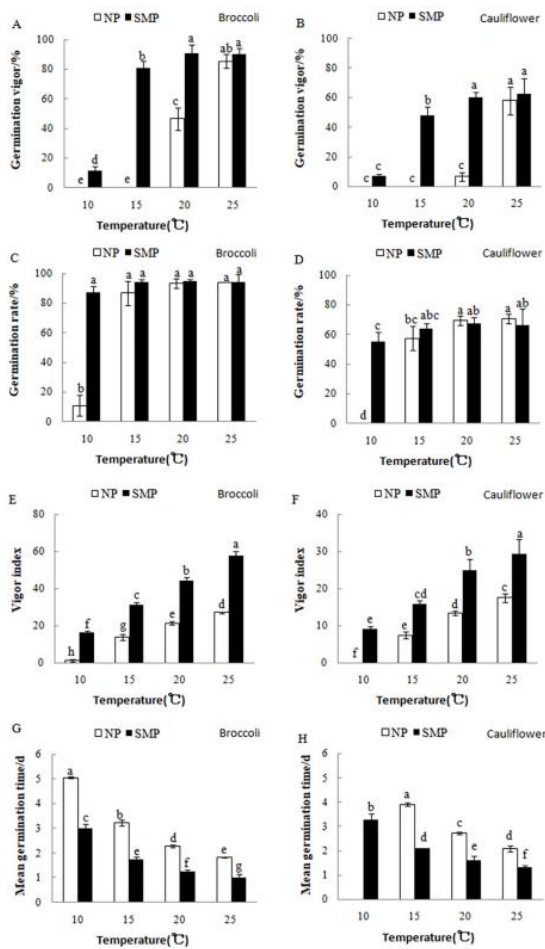 A
NP SMP
Broccoli
Germination vigor/%
100
80
60
40
20
0
e d e b c a ab a
10 15 20 25
Temperature(℃)
B
NP SMP
Cauliflower
Germination vigor/%
100
80
60
40
20
0
c c c b c a a a
10 15 20 25
Temperature(℃)
C
NP SMP
Broccoli
Germination rate/%
100
80
60
40
20
0
b a a a a a a a
10 15 20 25
Temperature(℃)
D
NP SMP
Cauliflower
Germination rate/%
100
80
60
40
20
0
d c bc abc a ab a ab
10 15 20 25
Temperature(℃)
E
NP SMP
Broccoli
Vigor index
80
60
40
20
0
h f g c e b d a
10 15 20 25
Temperature(℃)
F
NP SMP
Cauliflower
Vigor index
40
30
20
10
0
f e e cd d b c a
10 15 20 25
Temperature(℃)
G
NP SMP
Broccoli
Mean germination time/d
6
5
4
3
2
1
0
a c b e d f e g
10 15 20 25
Temperature(℃)
H
NP SMP
Cauliflower
Mean germination time/d
6
5
4
3
2
1
0
b a d c e d f
10 15 20 25
Temperature(℃)